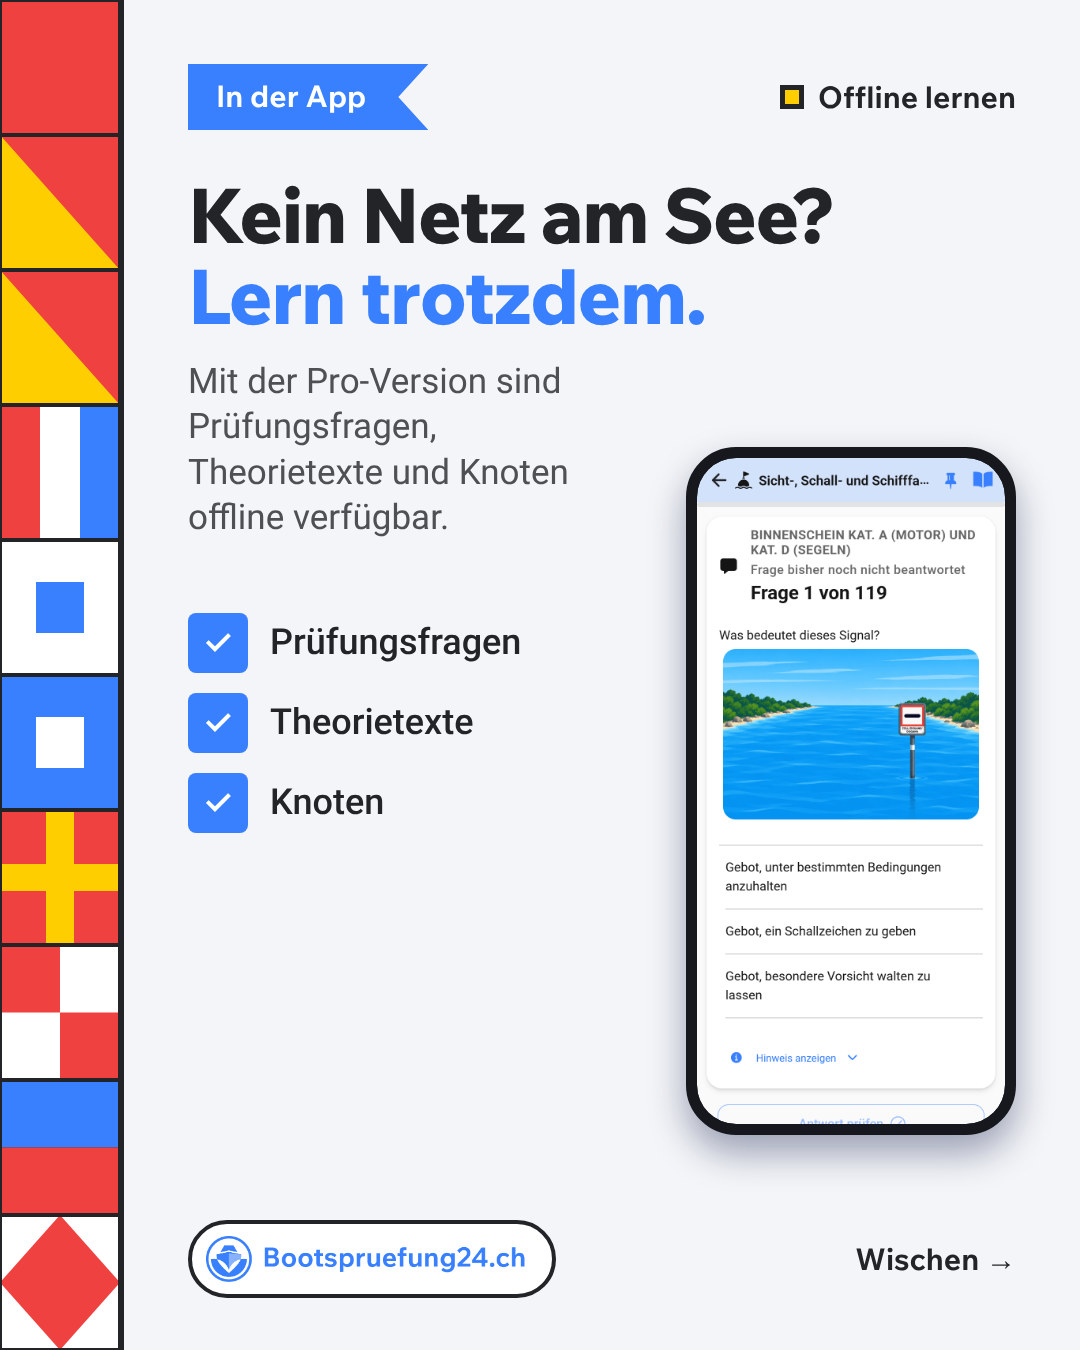 In der App
Offline lernen
Kein Netz am See?
Lern trotzdem.
Mit der Pro-Version sind
Prüfungsfragen,
Theorietexte und Knoten
offline verfügbar.
Prüfungsfragen
Theorietexte
Knoten
Sicht-, Schall- und Schifffa...
BINNENSCHEIN KAT. A (MOTOR) UND
KAT. D (SEGELN)
Frage bisher noch nicht beantwortet
Frage 1 von 119
Was bedeutet dieses Signal?
Gebot, unter bestimmten Bedingungen
anzuhalten
Gebot, ein Schallzeichen zu geben
Gebot, besondere Vorsicht walten zu
lassen
Hinweis anzeigen
Antwort prüfen
Bootspruefung24.ch
Wischen →